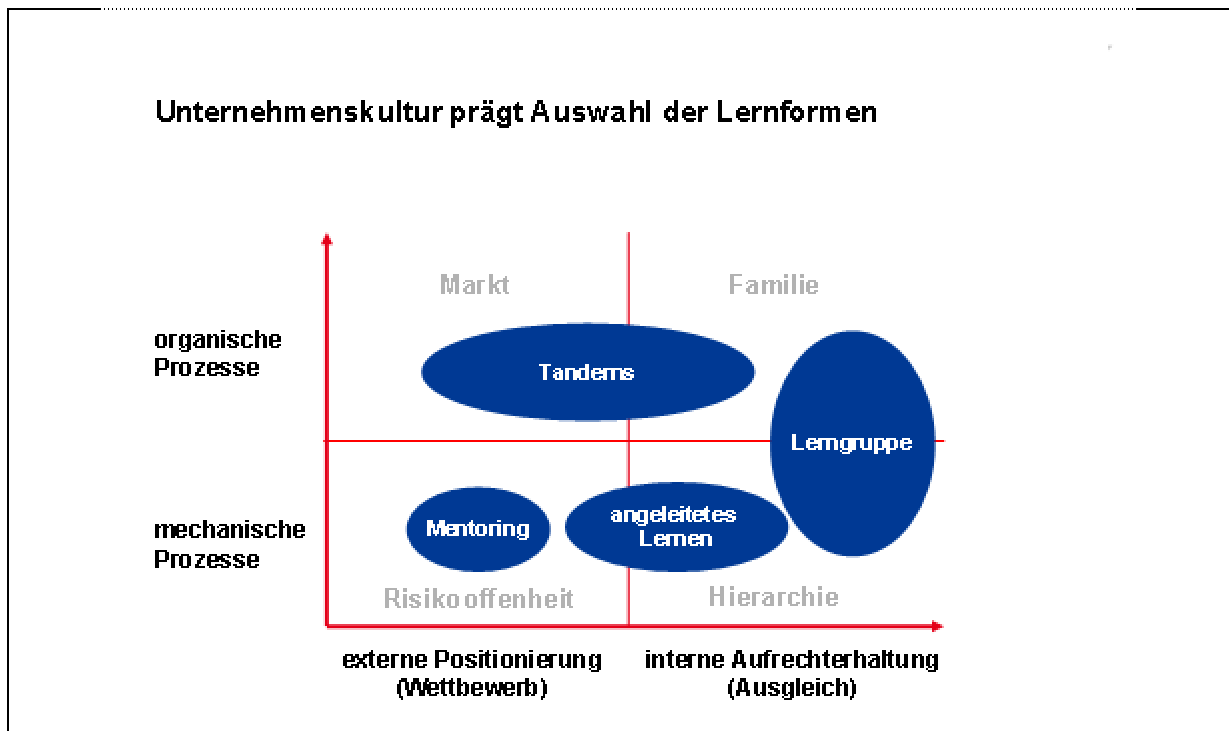 Unternehmenskultur prägt Auswahl der Lernformen
Markt
Familie
organische
Prozesse
Tandems
Lerngruppe
mechanische
Prozesse
Mentoring
angeleitetes
Lernen
Risikooffenheit
Hierarchie
externe Positionierung
(Wettbewerb)
interne Aufrechterhaltung
(Ausgleich)